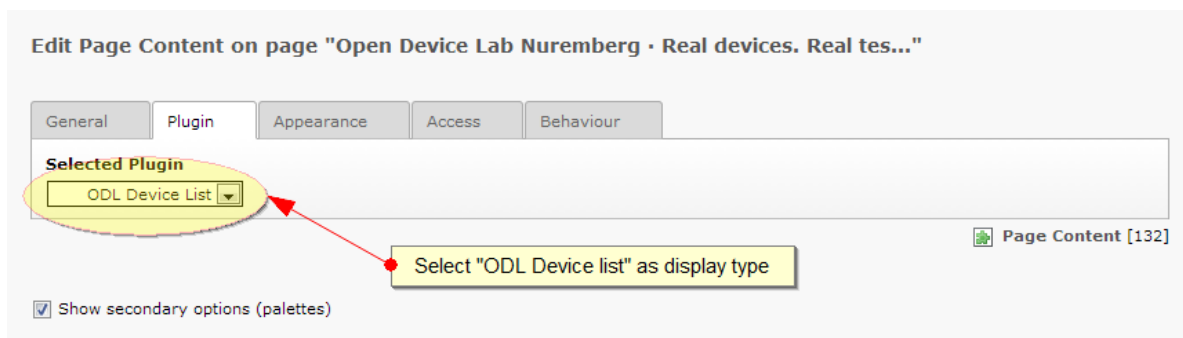 Edit Page Content on page "Open Device Lab Nuremberg · Real devices. Real tes..."
General Plugin Appearance Access Behaviour
Selected Plugin
ODL Device List
Page Content [132]
Select "ODL Device list" as display type
Show secondary options (palettes)